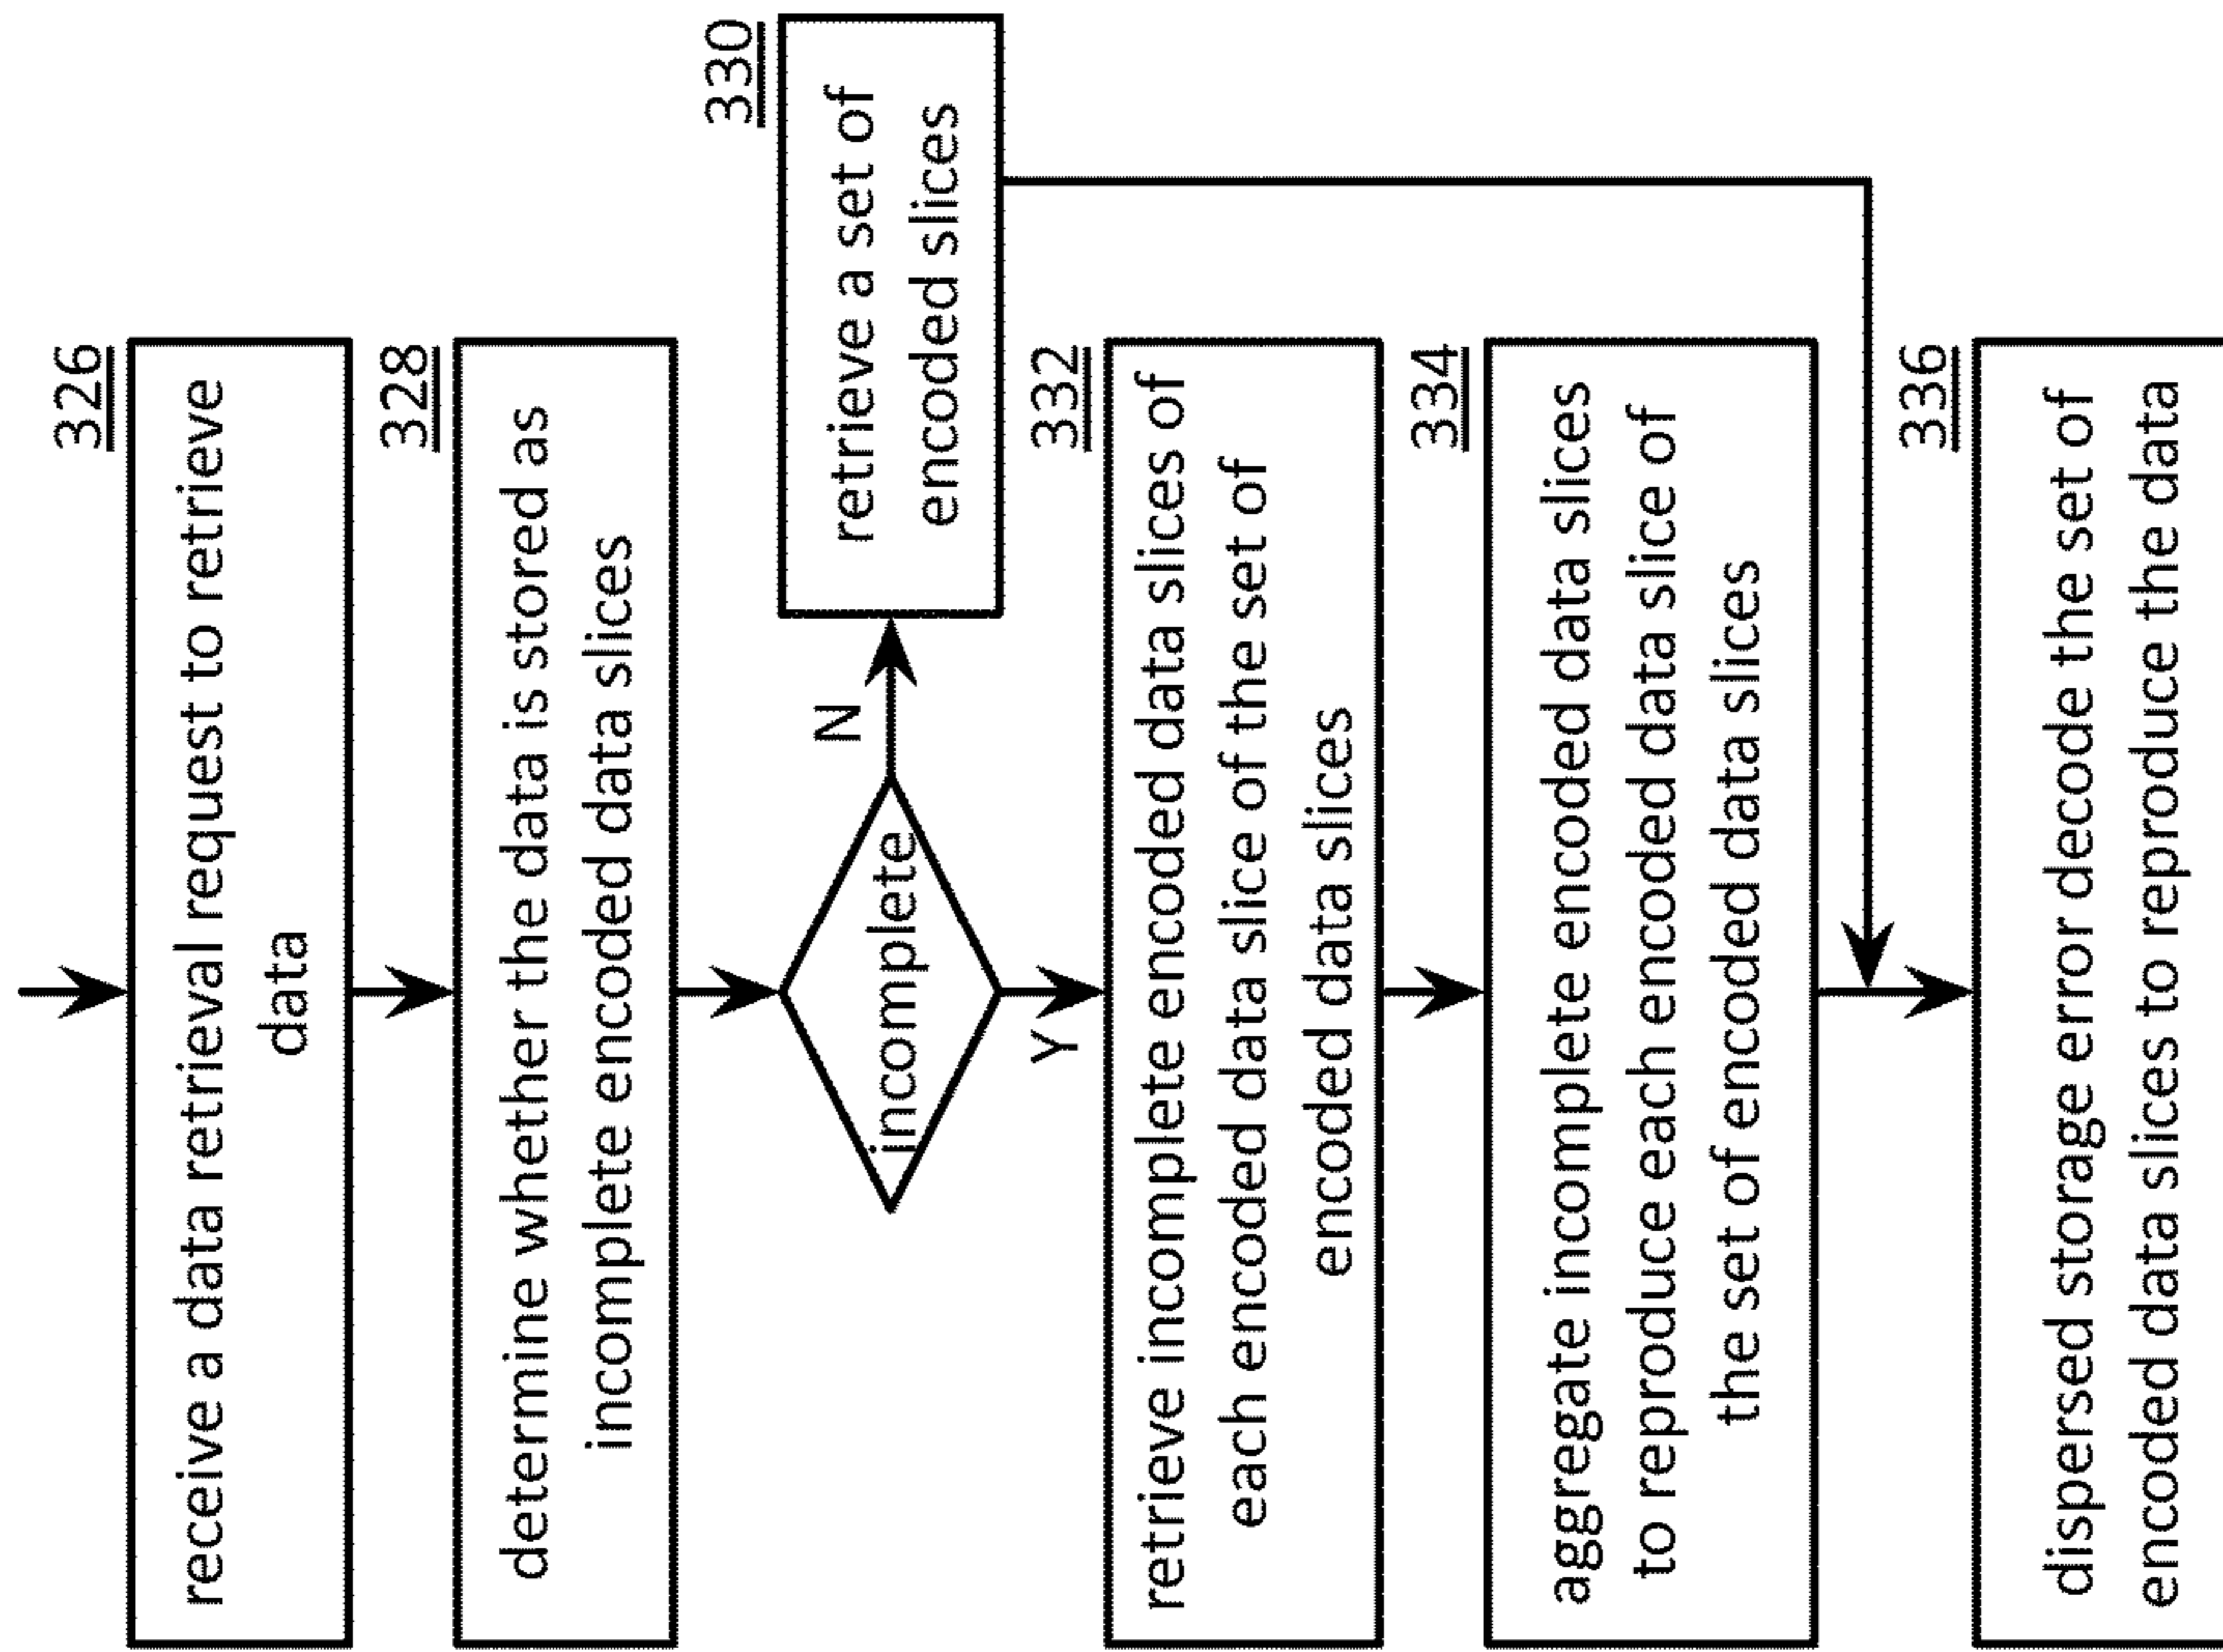 326
receive a data retrieval request to retrieve
data
328
determine whether the data is stored as
incomplete encoded data slices
incomplete
N
Y
330
retrieve a set of
encoded slices
332
retrieve incomplete encoded data slices of
each encoded data slice of the set of
encoded data slices
334
aggregate incomplete encoded data slices
to reproduce each encoded data slice of
the set of encoded data slices
336
dispersed storage error decode the set of
encoded data slices to reproduce the data